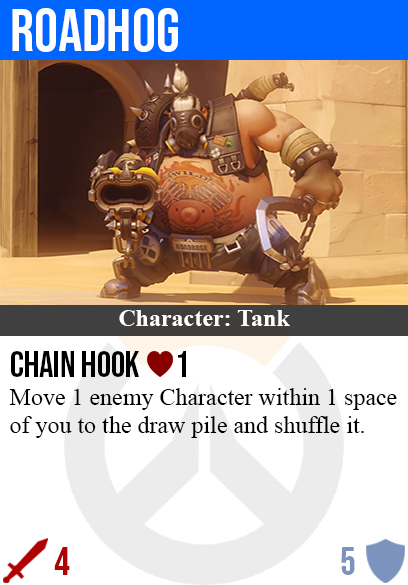 ROADHOG
Character: Tank
CHAIN HOOK 1
Move 1 enemy Character within 1 space
of you to the draw pile and shuffle it.
4
5